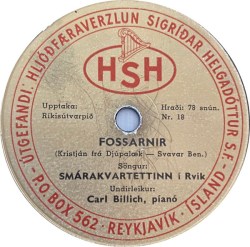 ÚTGEFANDI: HLJÓÐFÆRAVERZLUN SIGRÍÐAR HELGADÓTTUR S.F.
HSH
Upptaka:
Ríkisútvarpið
Hraði: 78 snún.
Nr. 18
FOSSARNIR
(Kristján frá Djúpalæk — Svavar Ben.)
Söngur:
SMÁRAKVARTETTINN í Rvik
Undirleikur:
Carl Billich, píanó
P.O. BOX 562 · REYKJAVÍK · ÍSLAND